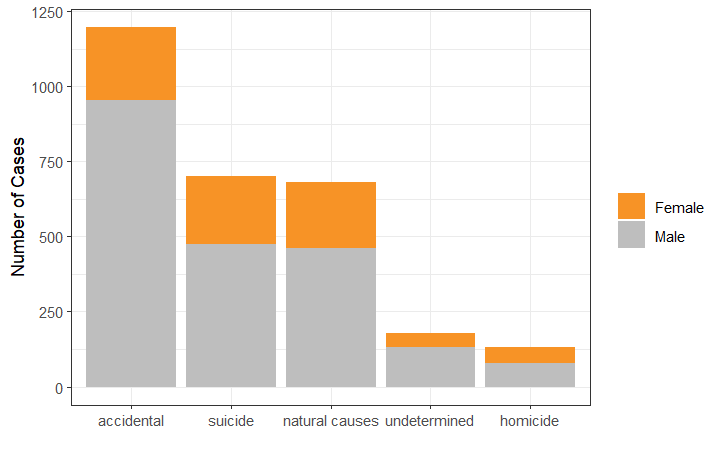 1250
1000
750
500
250
0
Number of Cases
accidental suicide natural causes undetermined homicide
Female
Male